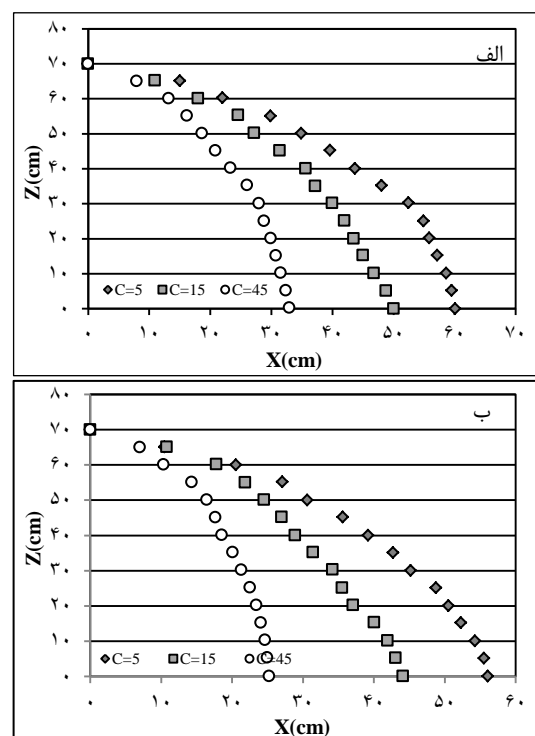 الف
۸۰
۷۰
۶۰
۵۰
۴۰
۳۰
۲۰
۱۰
۰
Z(cm)
C=5 C=15 C=45
۰ ۱۰ ۲۰ ۳۰ ۴۰ ۵۰ ۶۰ ۷۰
X(cm)
ب
۸۰
۷۰
۶۰
۵۰
۴۰
۳۰
۲۰
۱۰
۰
Z(cm)
C=5 C=15 C=45
۰ ۱۰ ۲۰ ۳۰ ۴۰ ۵۰ ۶۰
X(cm)